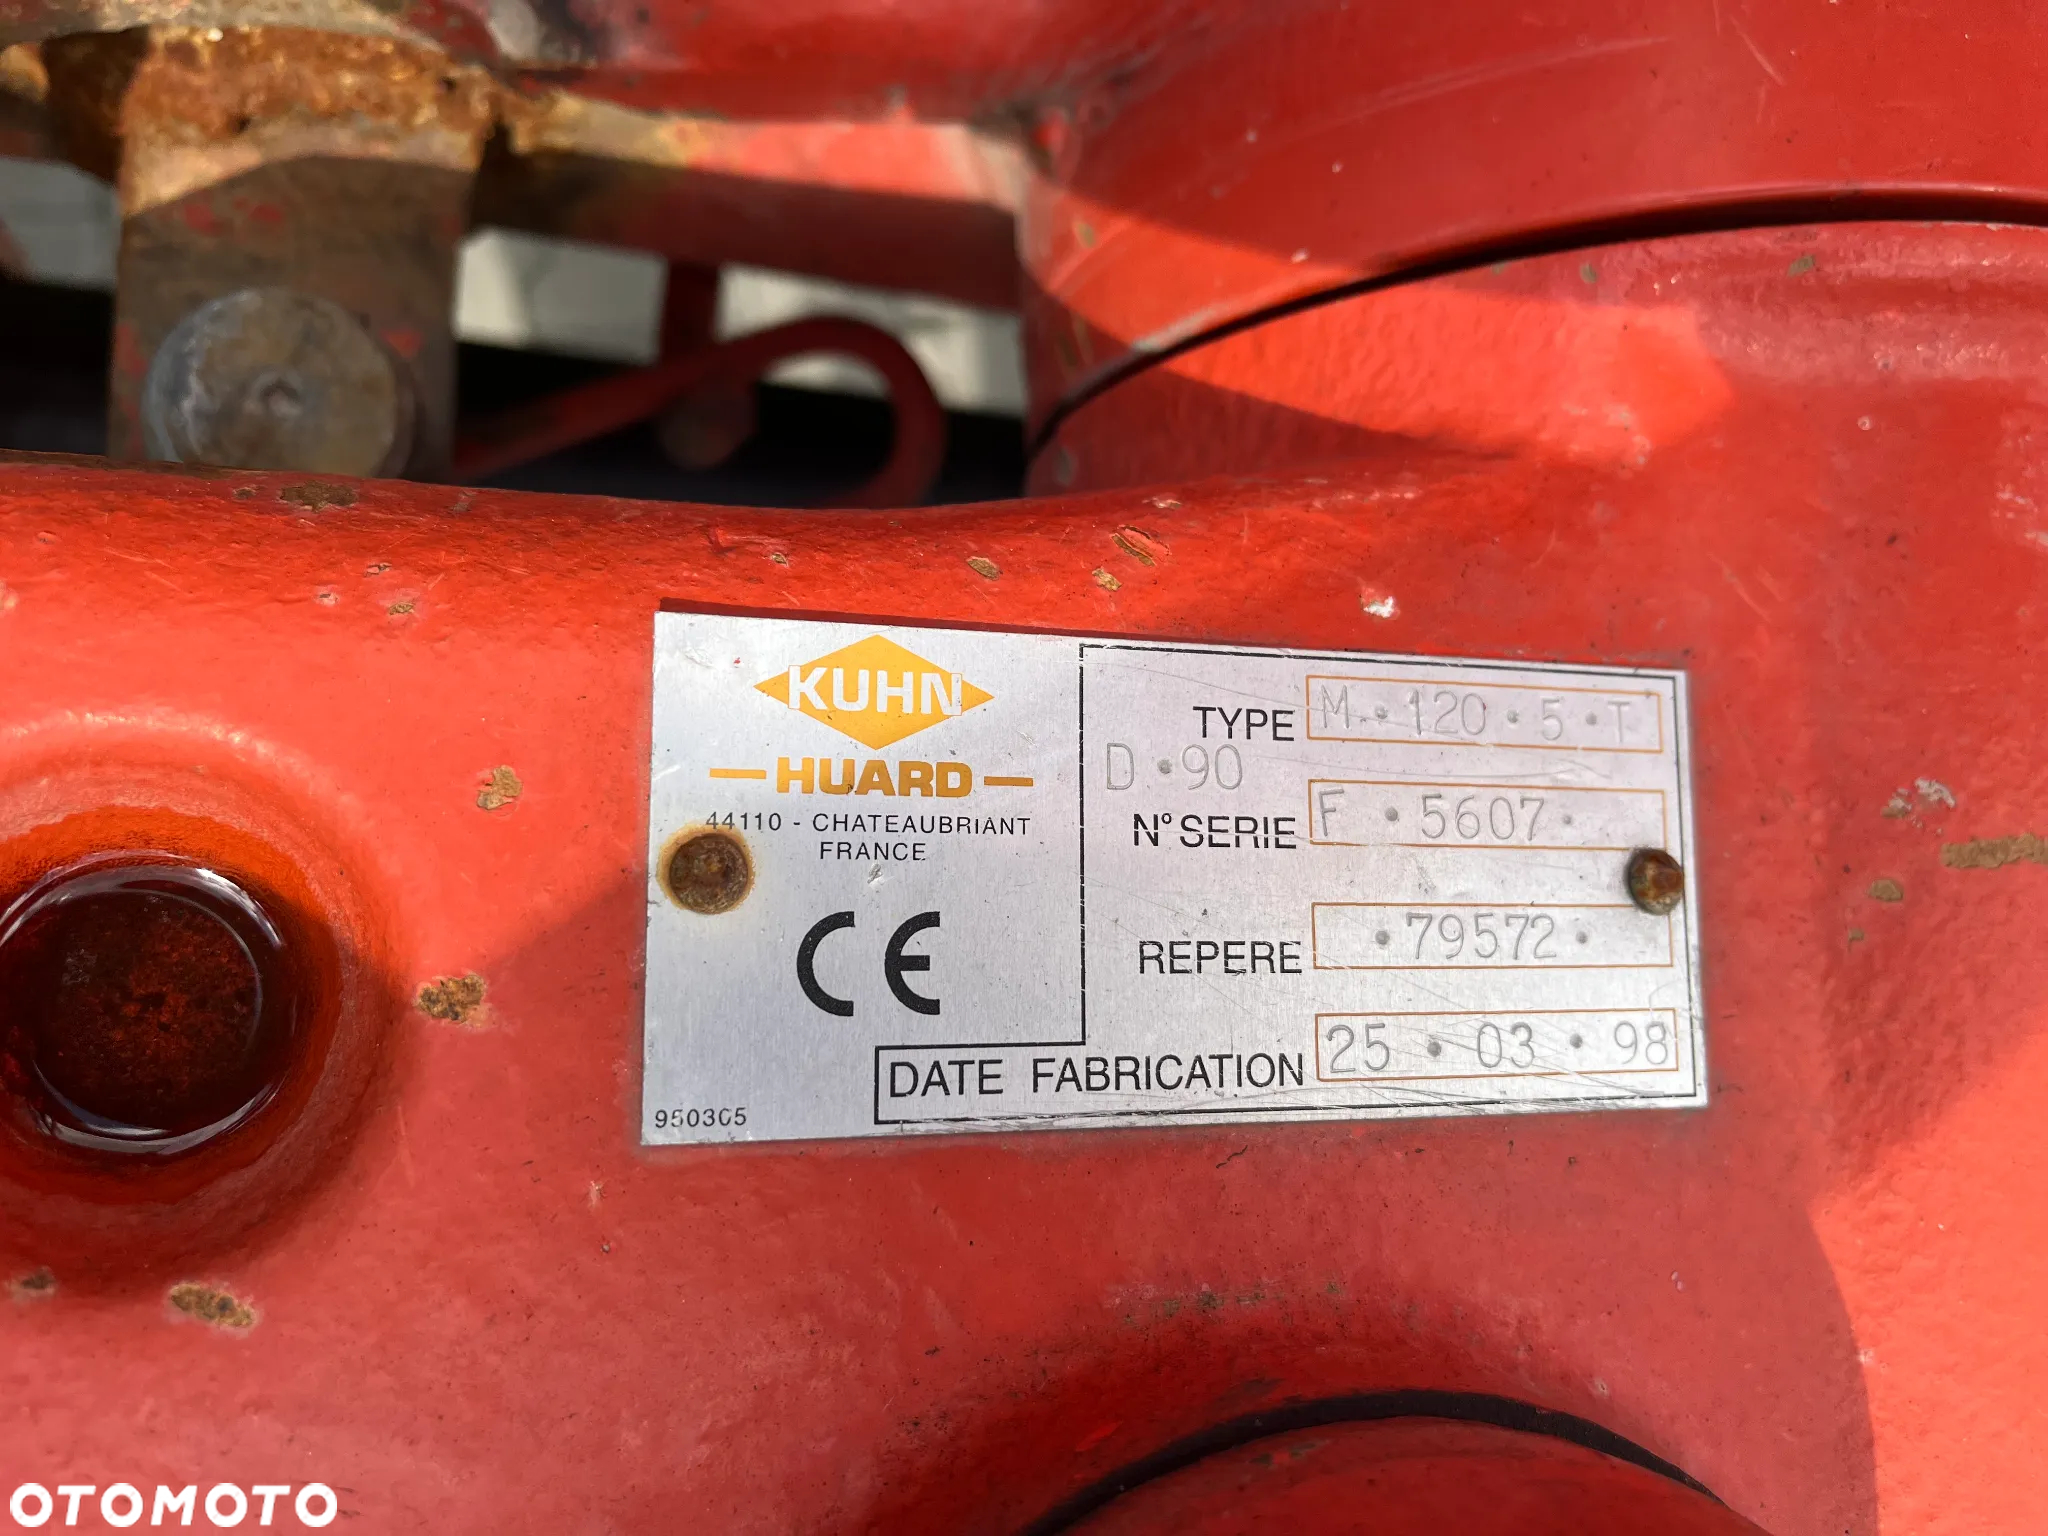 KUHN
HUARD
44110 - CHATEAUBRIANT
FRANCE
CE
950305
TYPE M · 120 · 5 · T
D · 90
N° SERIE F · 5607 ·
REPERE · 79572 ·
DATE FABRICATION 25 · 03 · 98
OTOMOTO